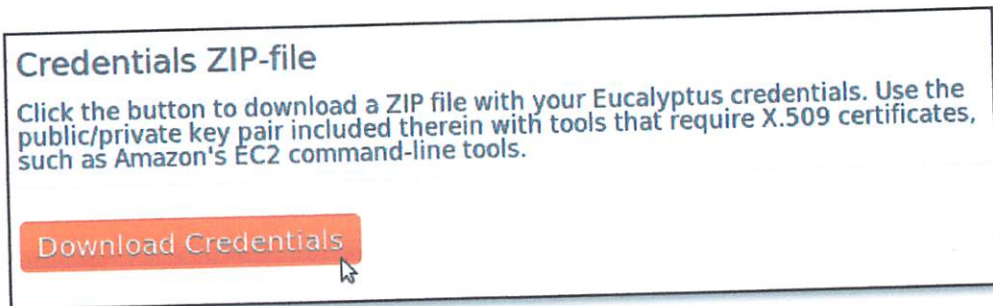 Credentials ZIP-file
Click the button to download a ZIP file with your Eucalyptus credentials. Use the
public/private key pair included therein with tools that require X.509 certificates,
such as Amazon's EC2 command-line tools.
Download Credentials